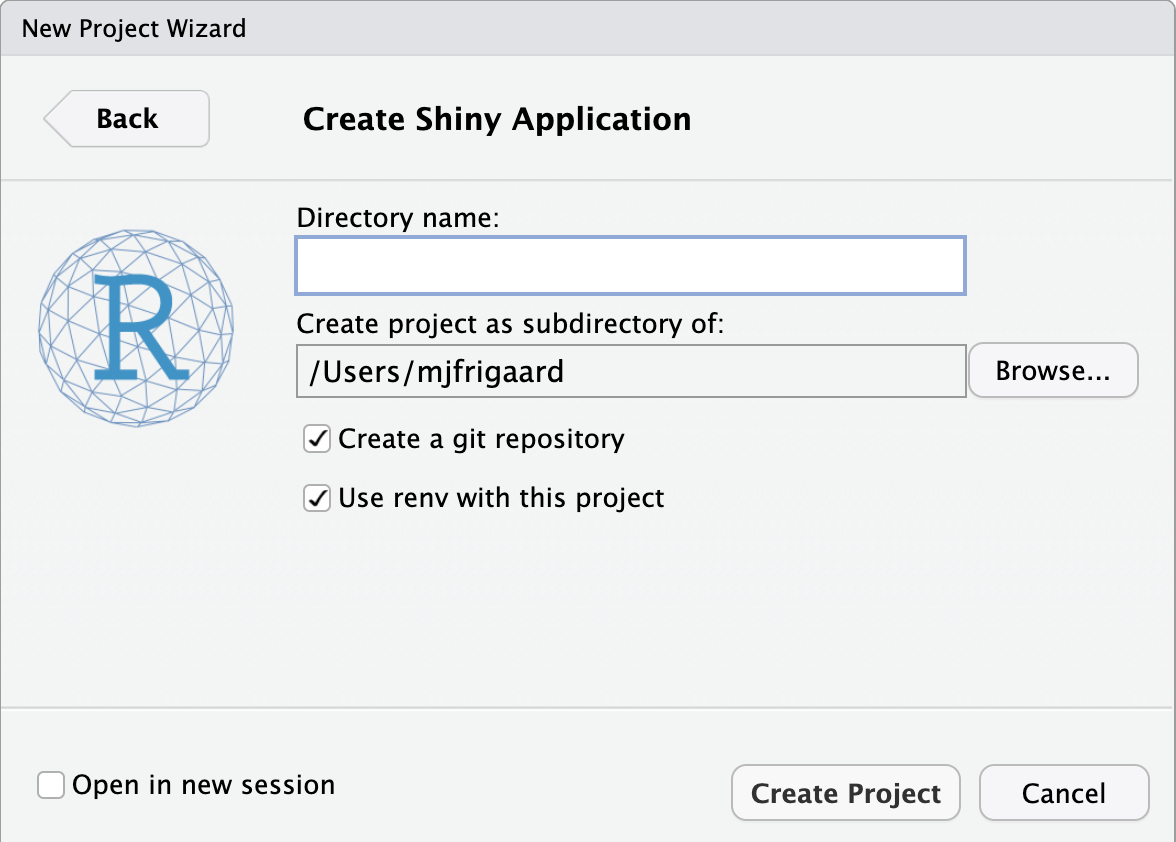 New Project Wizard
Back
Create Shiny Application
R
Directory name:
Create project as subdirectory of:
/Users/mjfrigaard
Browse...
Create a git repository
Use renv with this project
Open in new session
Create Project
Cancel